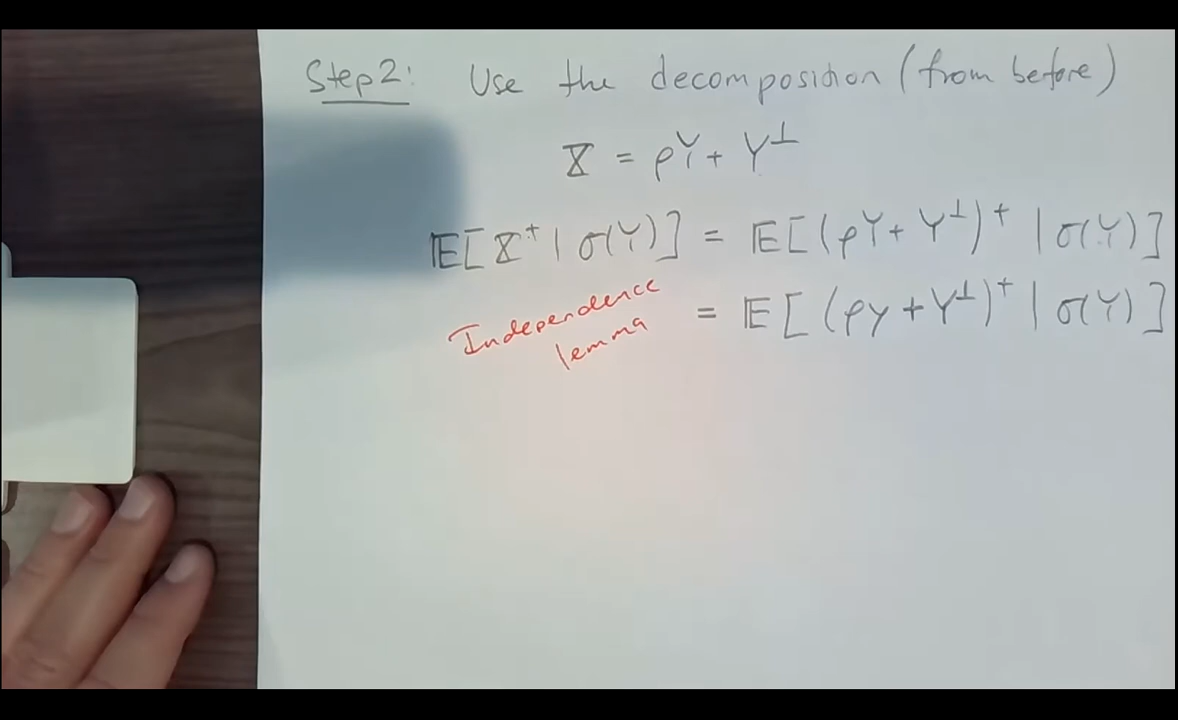 Step 2: Use the decomposition (from before)
X = ρY + Y⊥
𝔼[X⁺ | σ(Y)] = 𝔼[(ρY + Y⊥)⁺ | σ(Y)]
Independence lemma = 𝔼[(ρy + Y⊥)⁺ | σ(Y)]